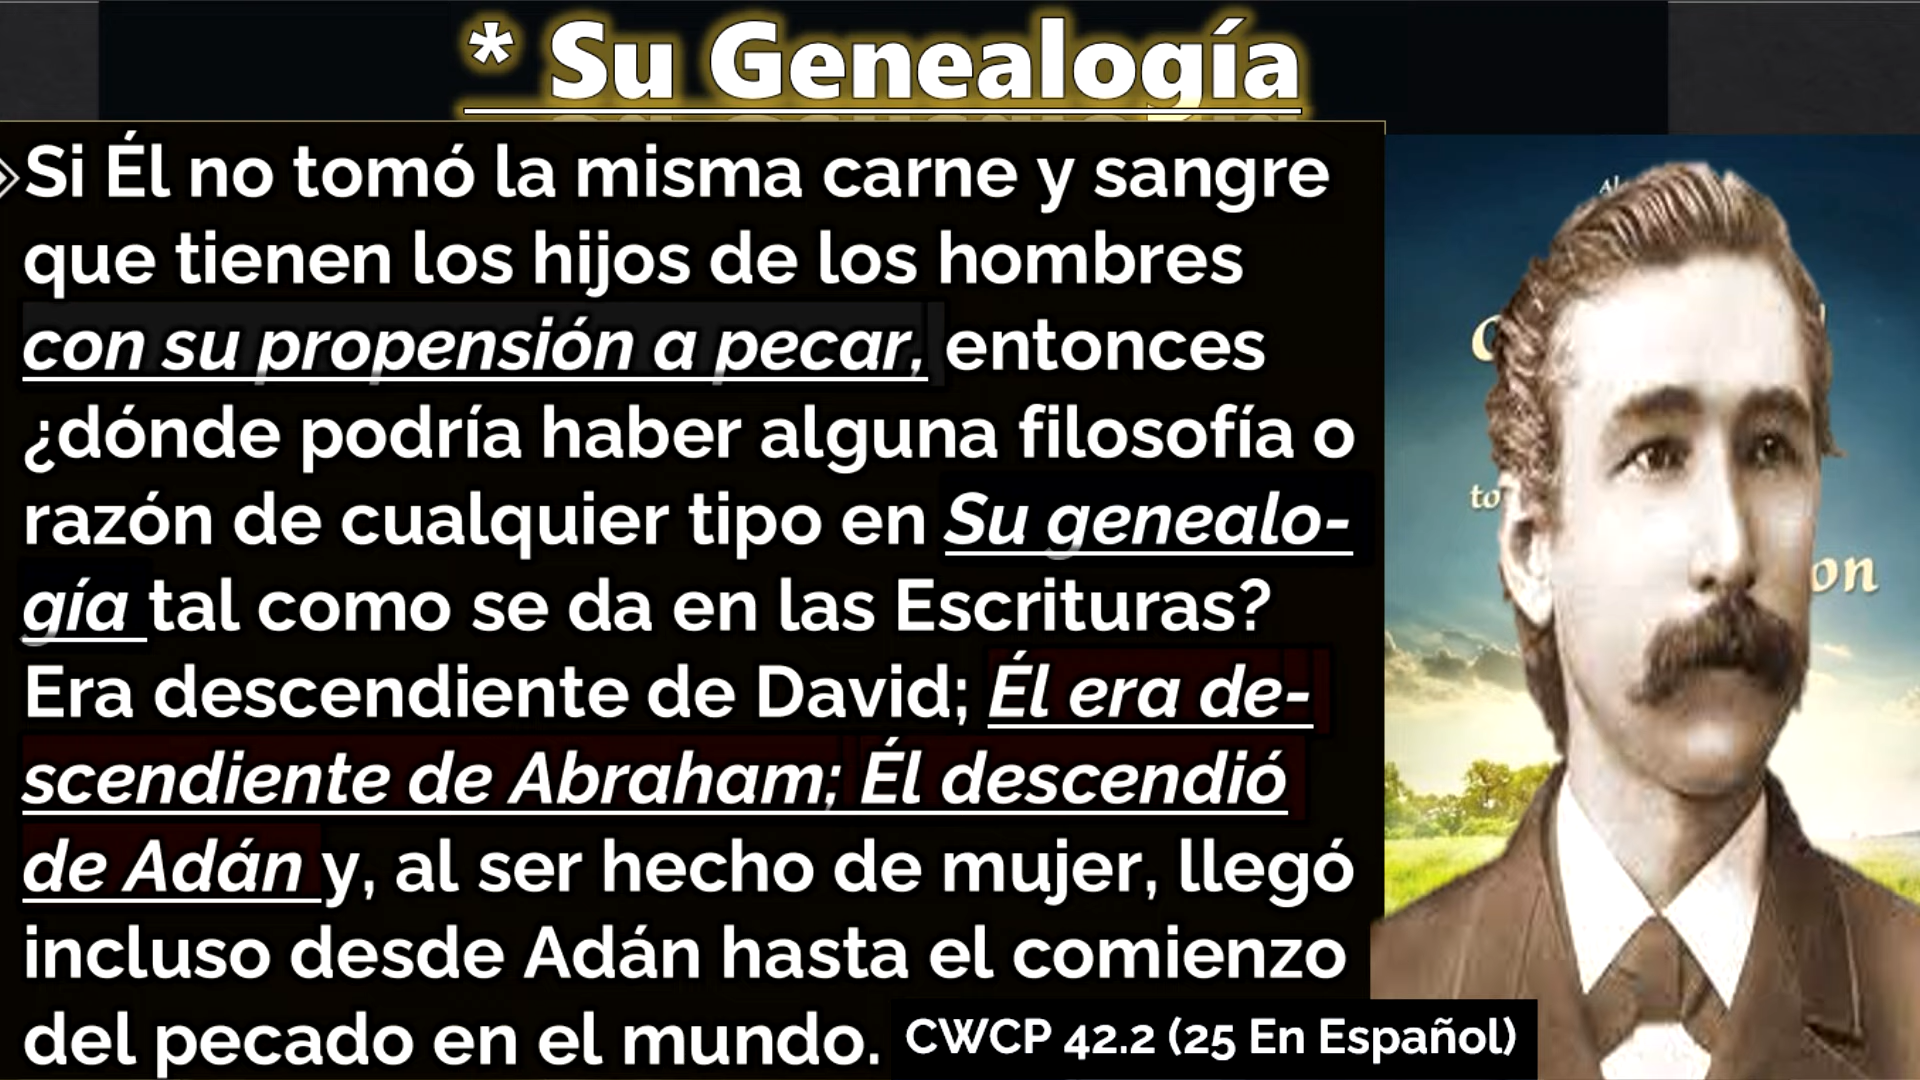 * Su Genealogía
Si Él no tomó la misma carne y sangre
que tienen los hijos de los hombres
con su propensión a pecar, entonces
¿dónde podría haber alguna filosofía o
razón de cualquier tipo en Su genealo-
gía tal como se da en las Escrituras?
Era descendiente de David; Él era de-
scendiente de Abraham; Él descendió
de Adán y, al ser hecho de mujer, llegó
incluso desde Adán hasta el comienzo
del pecado en el mundo.
CWCP 42.2 (25 En Español)
to